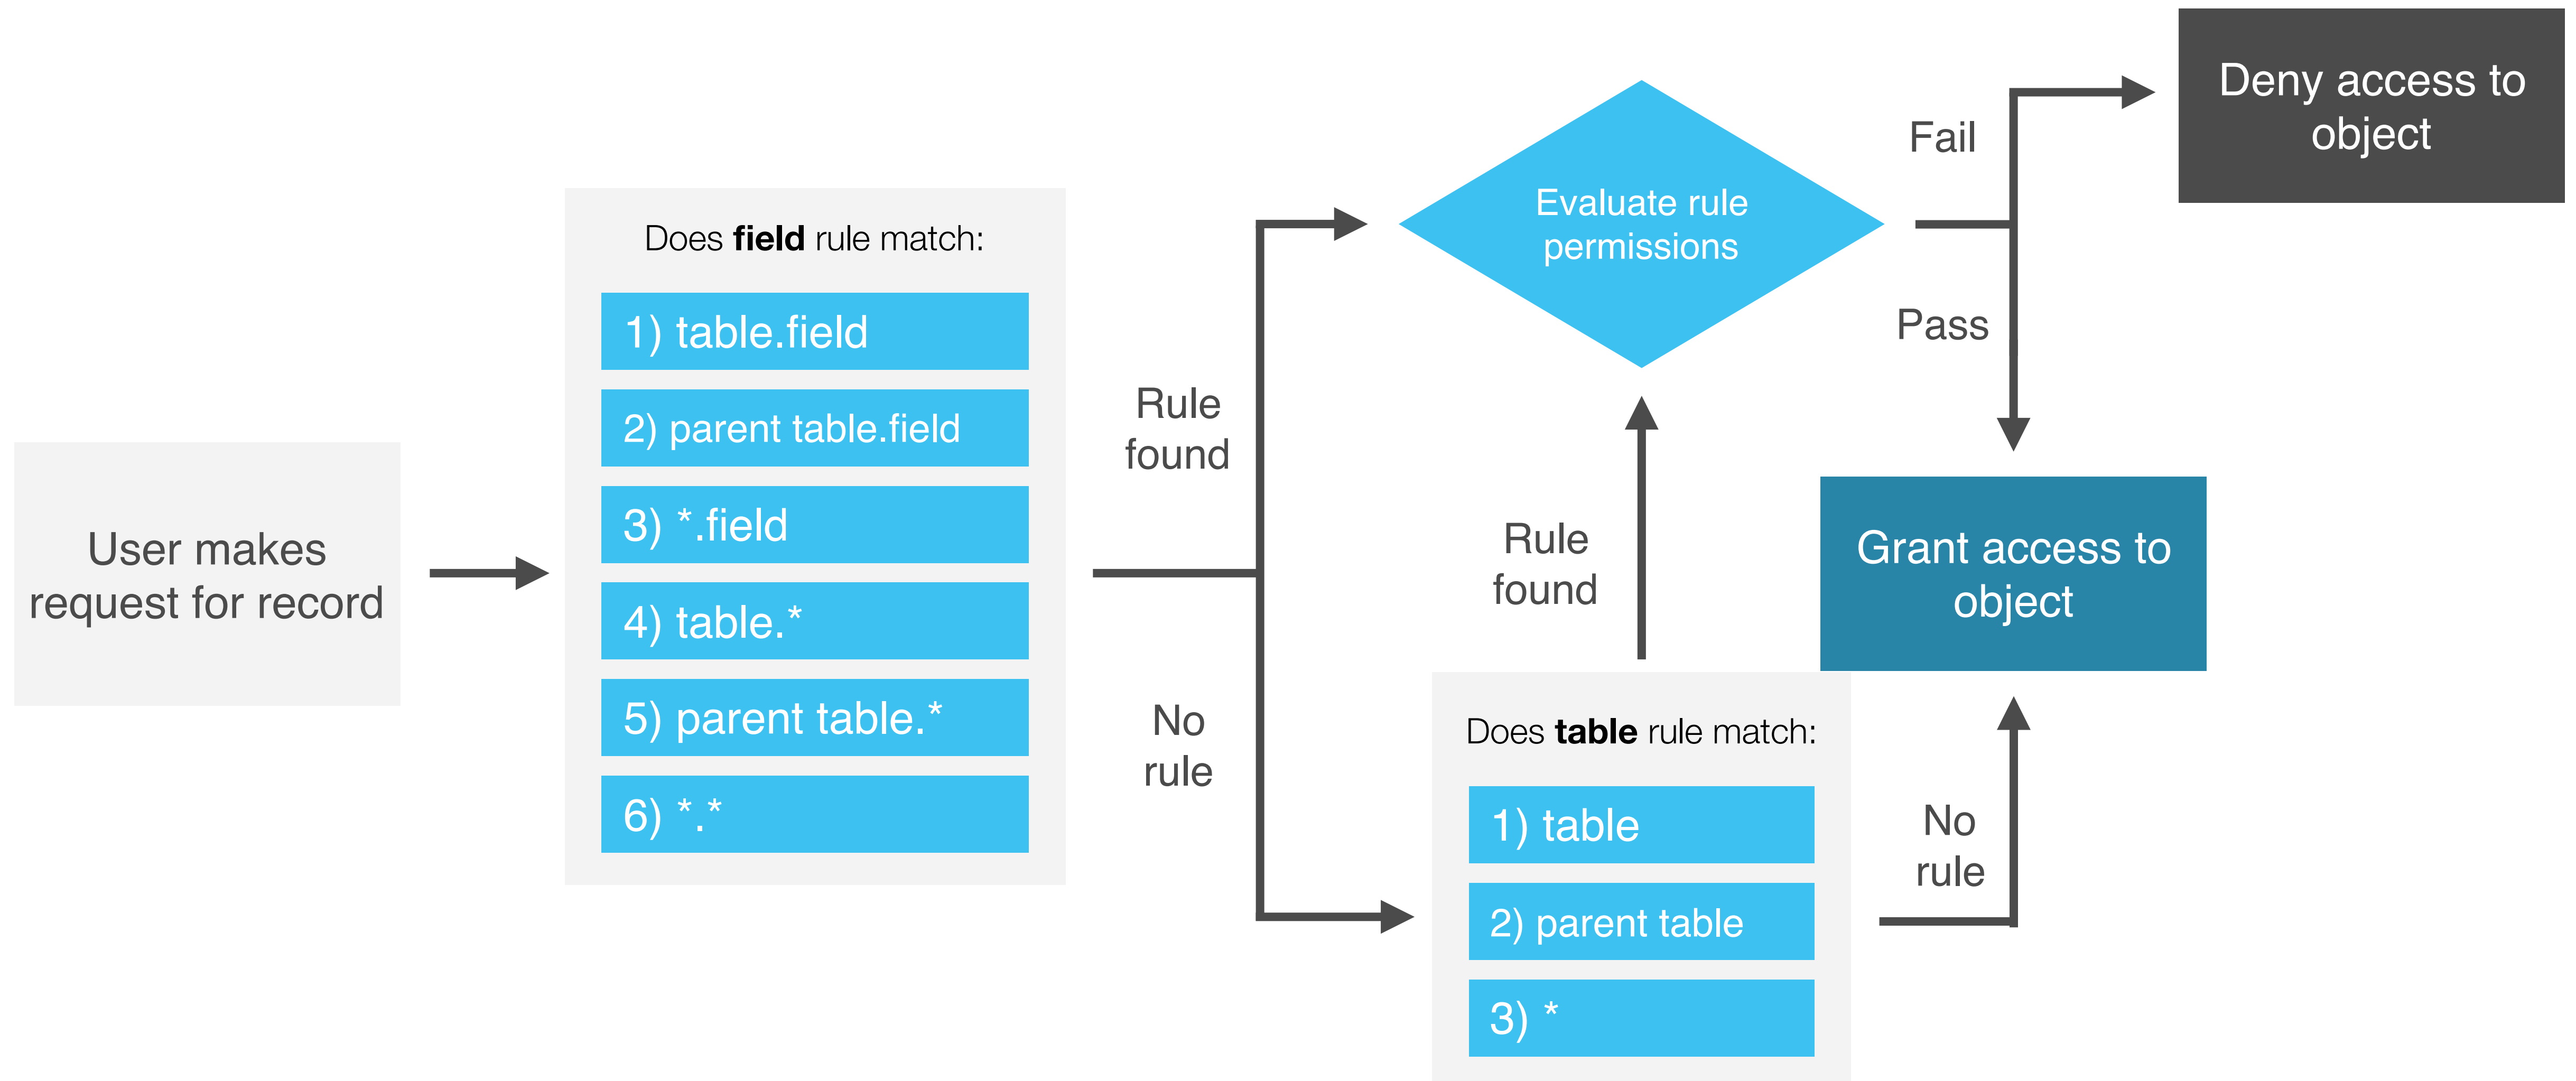 User makes
request for record
Does field rule match:
1) table.field
2) parent table.field
3) *.field
4) table.*
5) parent table.*
6) *.*
Rule
found
No
rule
Evaluate rule
permissions
Rule
found
Does table rule match:
1) table
2) parent table
3) *
Fail
Pass
Deny access to
object
Grant access to
object
No
rule